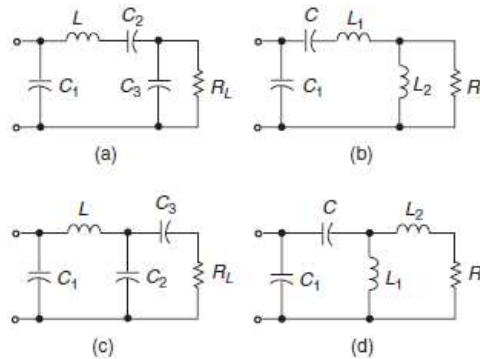 L C2
C1 C3 RL
(a)
C L1
C1 L2 R
(b)
L C3
C1 C2 RL
(c)
C L2
C1 L1 R
(d)